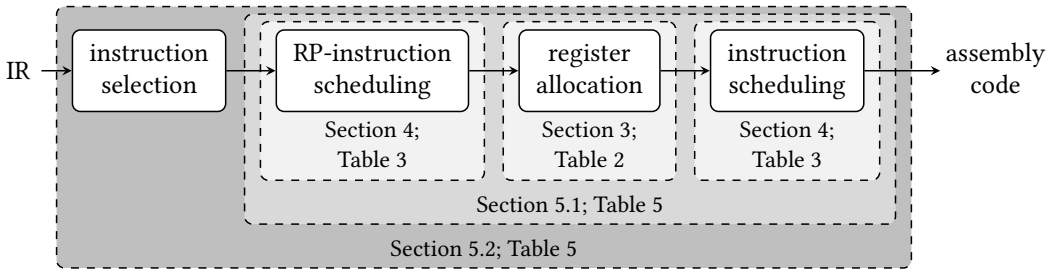 IR
instruction
selection
RP-instruction
scheduling
register
allocation
instruction
scheduling
assembly
code
Section 4;
Table 3
Section 3;
Table 2
Section 4;
Table 3
Section 5.1; Table 5
Section 5.2; Table 5